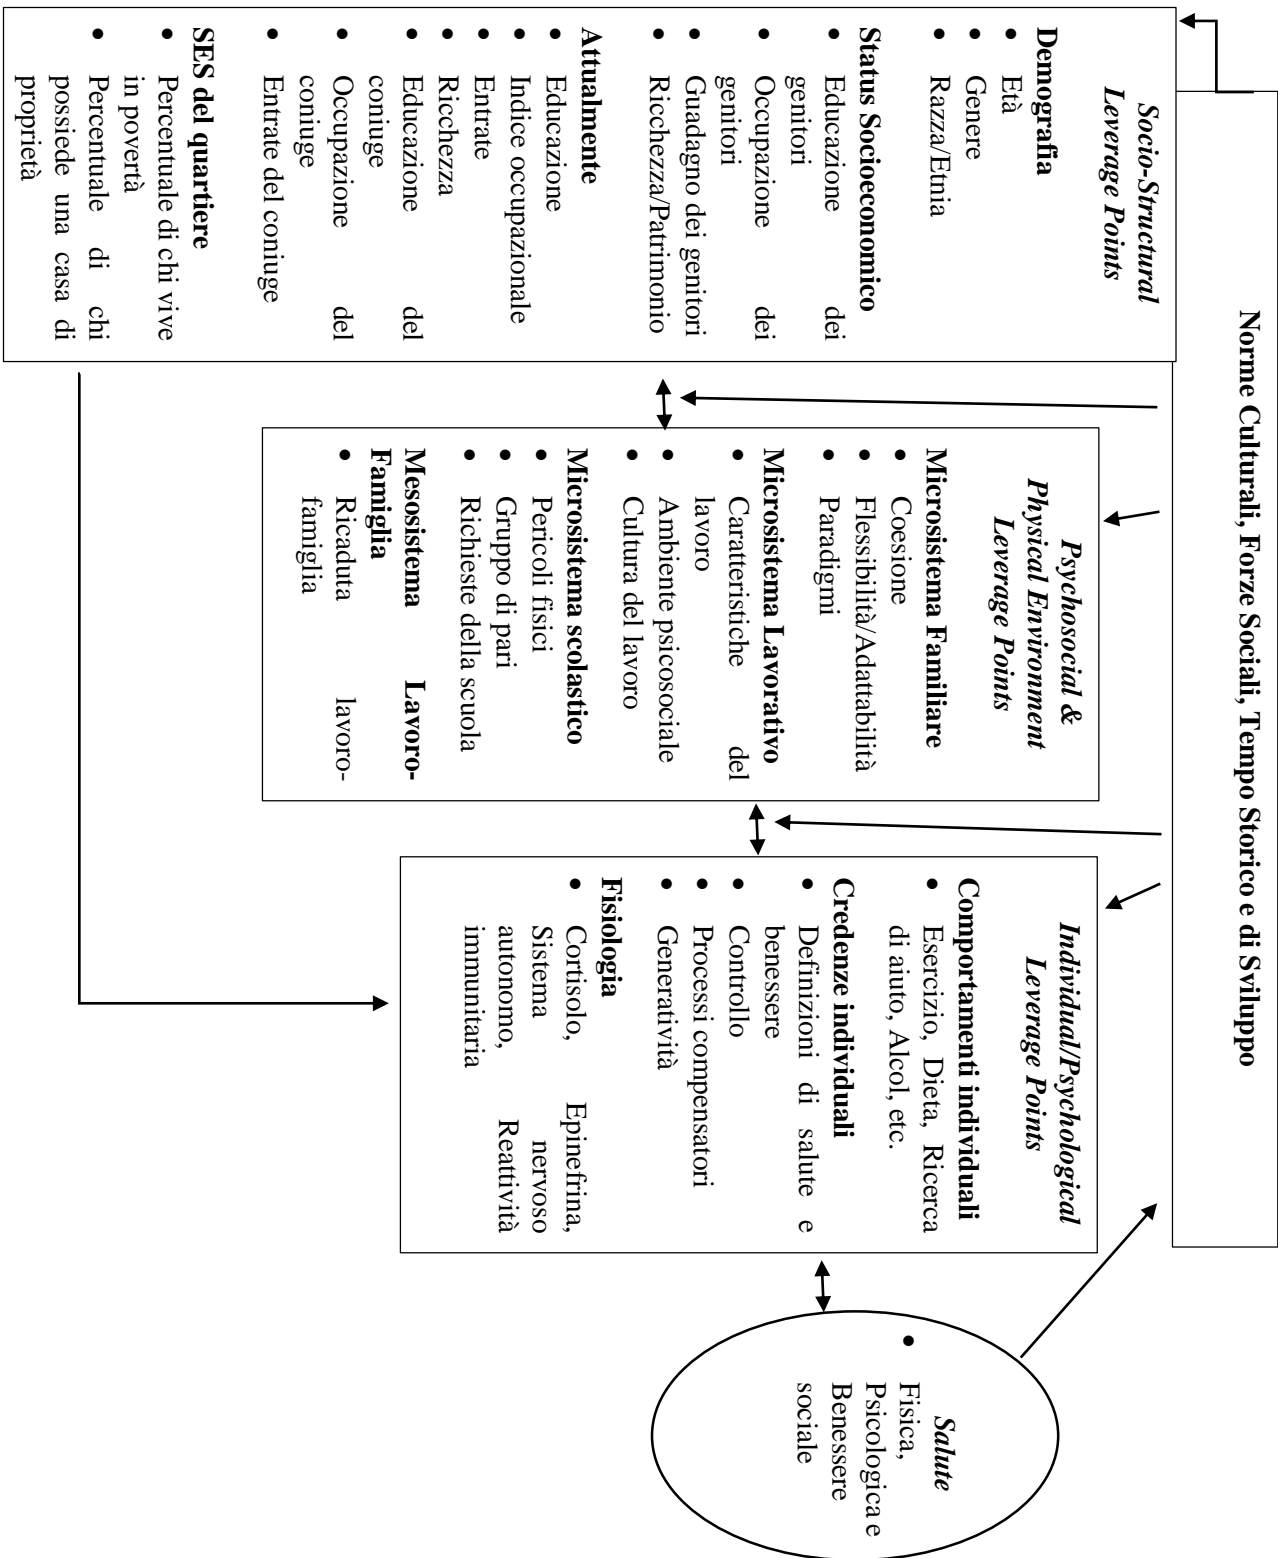 Norme Culturali, Forze Sociali, Tempo Storico e di Sviluppo
Socio-Structural
Leverage Points
Demografia
• Età
• Genere
• Razza/Etnia
Status Socioeconomico
• Educazione dei
genitori
• Occupazione dei
genitori
• Guadagno dei genitori
• Ricchezza/Patrimonio
Attualmente
• Educazione
• Indice occupazionale
• Entrate
• Ricchezza
• Educazione del
coniuge
• Occupazione del
coniuge
• Entrate del coniuge
SES del quartiere
• Percentuale di chi vive
in povertà
• Percentuale di chi
possiede una casa di
proprietà
Psychosocial &
Physical Environment
Leverage Points
Microsistema Familiare
• Coesione
• Flessibilità/Adattabilità
• Paradigmi
Microsistema Lavorativo
• Caratteristiche del
lavoro
• Ambiente psicosociale
• Cultura del lavoro
Microsistema scolastico
• Pericoli fisici
• Gruppo di pari
• Richieste della scuola
Mesosistema Lavoro-
Famiglia
• Ricaduta lavoro-
famiglia
Individual/Psychological
Leverage Points
Comportamenti individuali
• Esercizio, Dieta, Ricerca
di aiuto, Alcol, etc.
Credenze individuali
• Definizioni di salute e
benessere
• Controllo
• Processi compensatori
• Generatività
Fisiologia
• Cortisolo, Epinefrina,
Sistema nervoso
autonomo, Reattività
immunitaria
Salute
• Fisica,
Psicologica e
Benessere
sociale